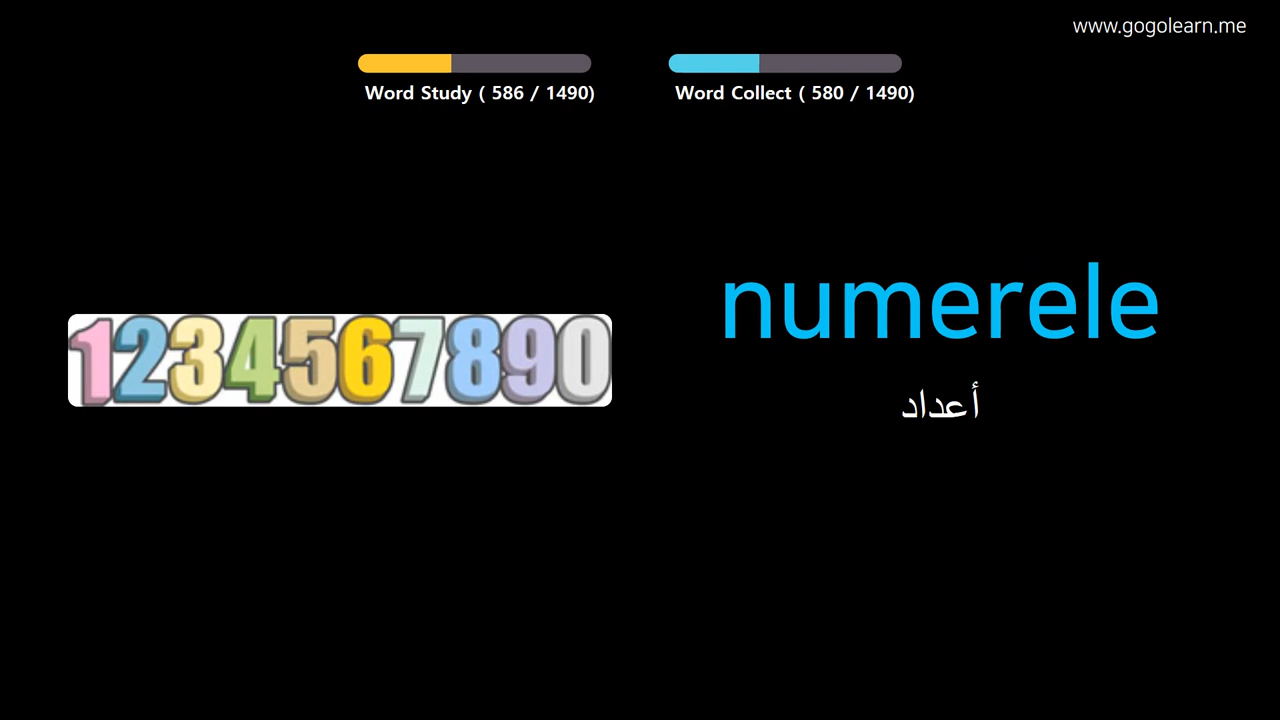 www.gogolearn.me
Word Study ( 586 / 1490)
Word Collect ( 580 / 1490)
1234567890
numerele
أعداد